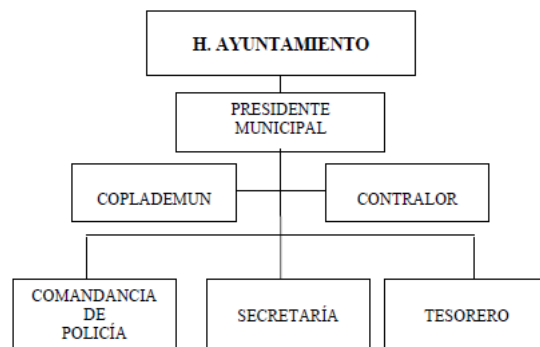 H. AYUNTAMIENTO
PRESIDENTE
MUNICIPAL
COPLADEMUN
CONTRALOR
COMANDANCIA
DE
POLICÍA
SECRETARÍA
TESORERO